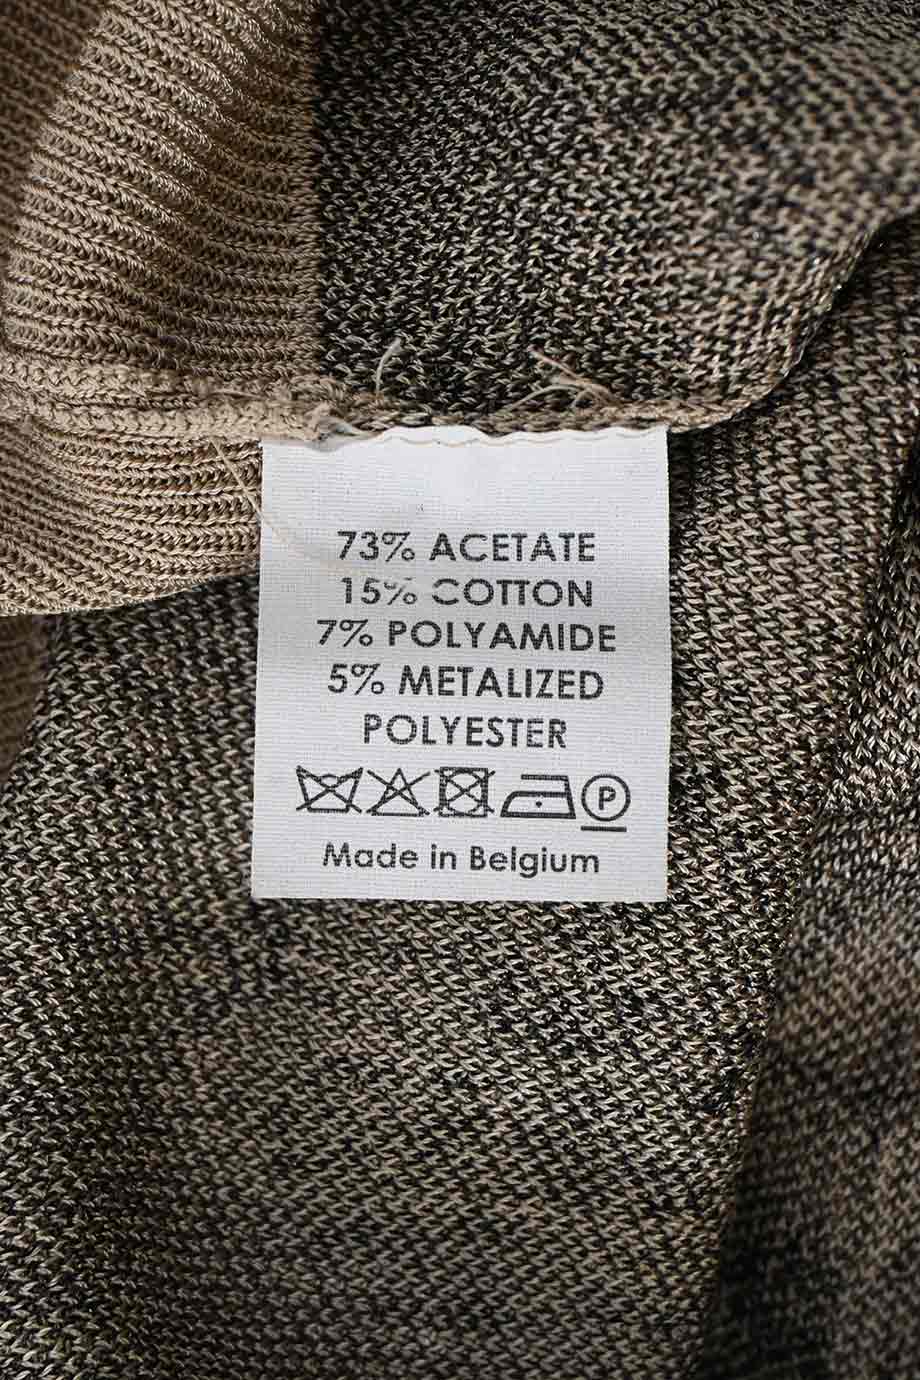 73% ACETATE
15% COTTON
7% POLYAMIDE
5% METALIZED
POLYESTER
P
Made in Belgium